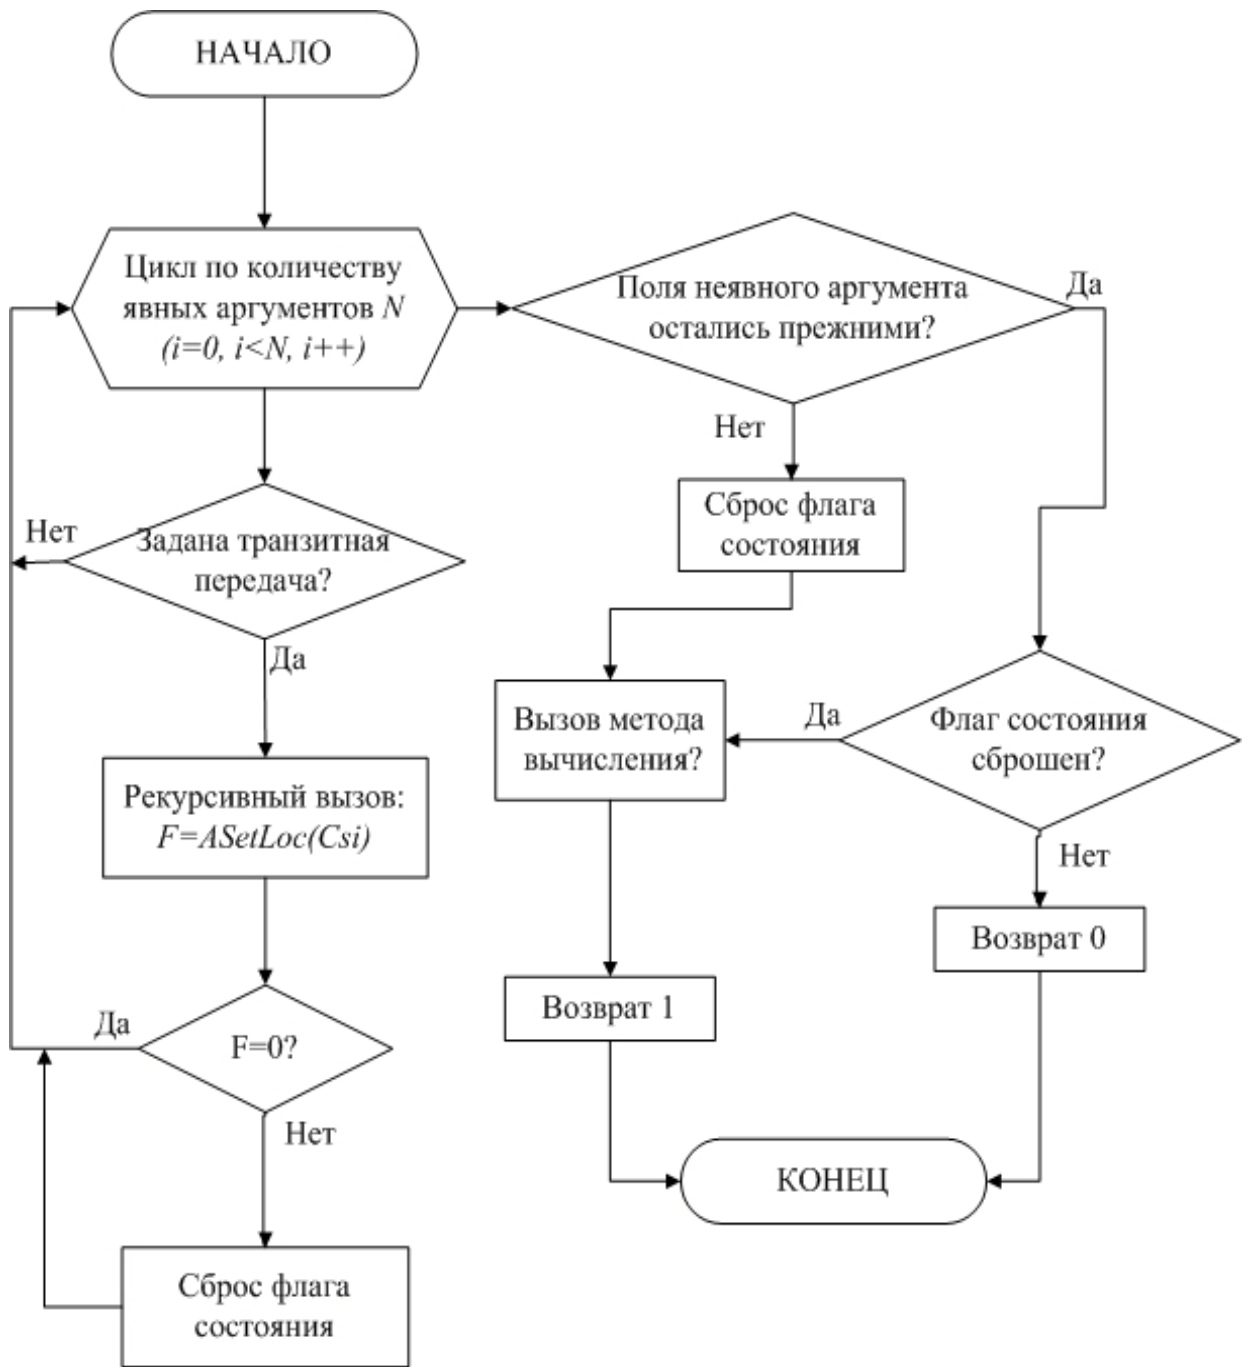 НАЧАЛО
Цикл по количеству
явных аргументов N
(i=0, i<N, i++)
Задана транзитная
передача?
Нет
Да
Рекурсивный вызов:
F=ASetLoc(Csi)
F=0?
Да
Нет
Сброс флага
состояния
Поля неявного аргумента
остались прежними?
Да
Нет
Сброс флага
состояния
Вызов метода
вычисления?
Да
Флаг состояния
сброшен?
Нет
Возврат 0
Возврат 1
КОНЕЦ